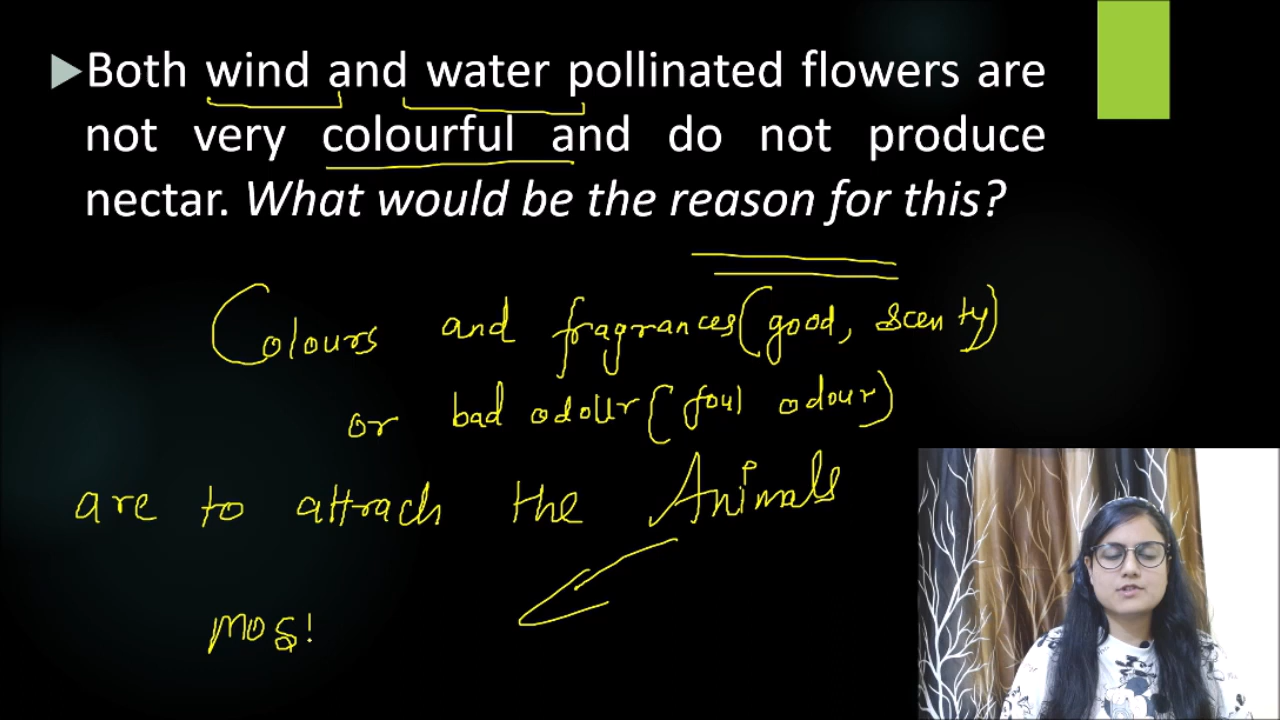 Both wind and water pollinated flowers are
not very colourful and do not produce
nectar. What would be the reason for this?
Colours and fragrances (good, scenty)
or bad odour (foul odour)
are to attrach the Animals
mos!